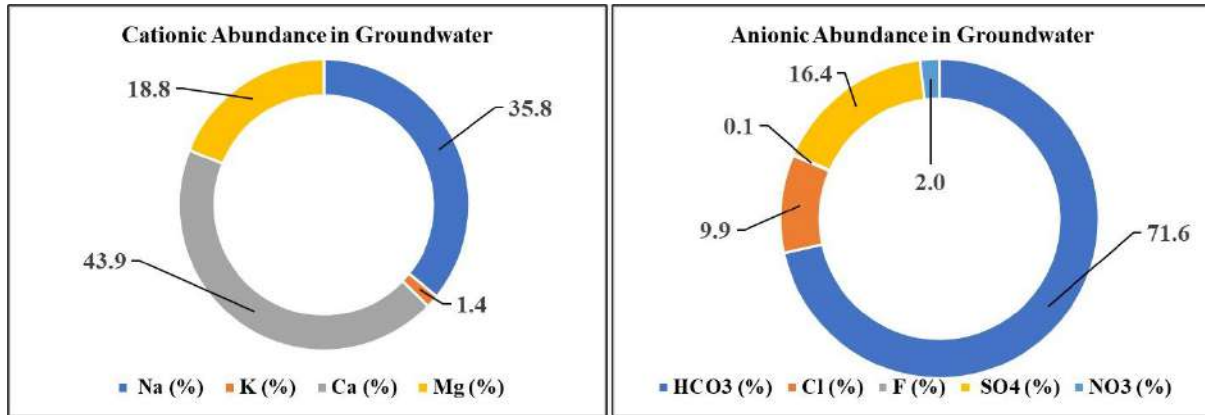 Cationic Abundance in Groundwater
18.8
35.8
43.9
1.4
Na (%) K (%) Ca (%) Mg (%)
Anionic Abundance in Groundwater
16.4
0.1
2.0
9.9
71.6
HCO3 (%) Cl (%) F (%) SO4 (%) NO3 (%)